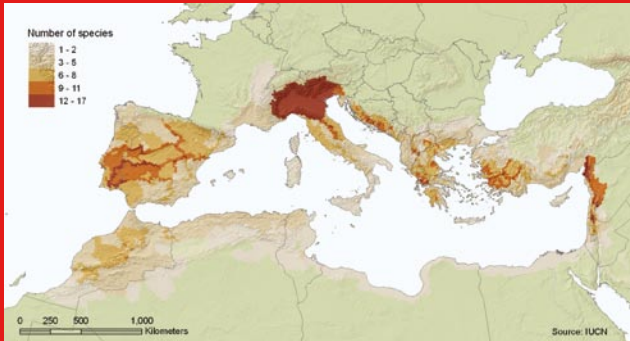 Number of species
1 - 2
3 - 5
6 - 8
9 - 11
12 - 17
0 250 500 1,000
Kilometers
Source: IUCN